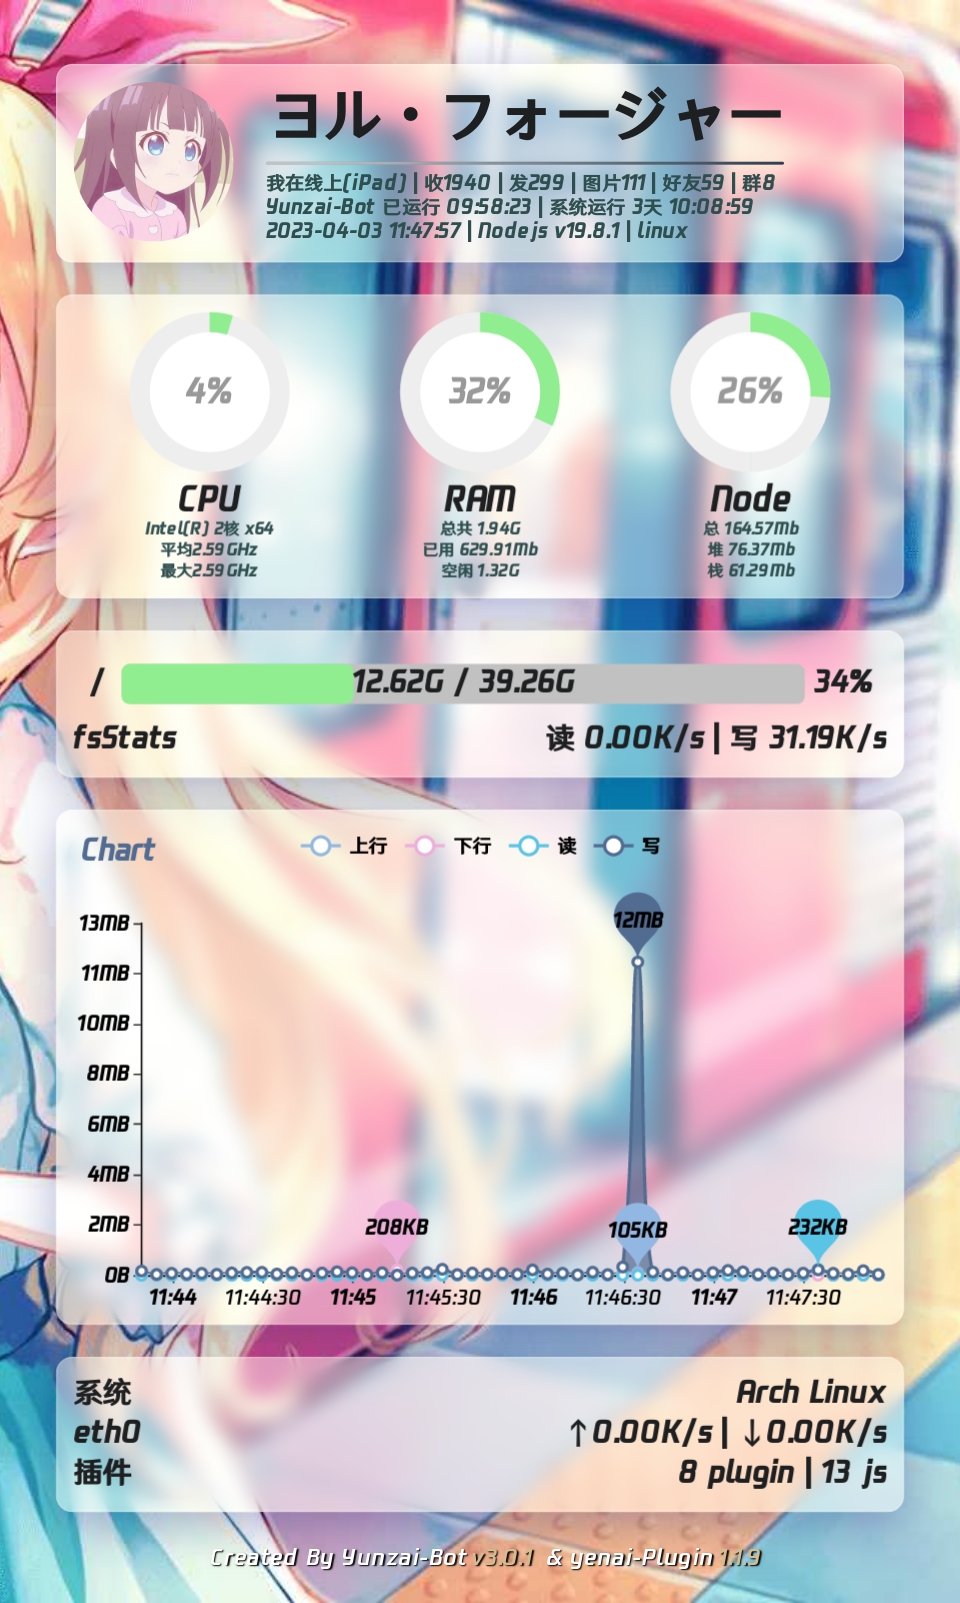 ヨル・フォージャー
我在线上(iPad) | 收1940 | 发299 | 图片111 | 好友59 | 群8
Yunzai-Bot 已运行 09:58:23 | 系统运行 3天 10:08:59
2023-04-03 11:47:57 | Nodejs v19.8.1 | linux
4% 32% 26%
CPU RAM Node
Intel(R) 2核 x64 总共 1.94G 总 164.57Mb
平均2.59GHz 已用 629.91Mb 堆 76.37Mb
最大2.59GHz 空闲 1.32G 栈 61.29Mb
/ 12.62G / 39.26G 34%
fsStats 读 0.00K/s | 写 31.19K/s
Chart 上行 下行 读 写
13MB 12MB
11MB
10MB
8MB
6MB
4MB
2MB 208KB 105KB 232KB
0B
11:44 11:44:30 11:45 11:45:30 11:46 11:46:30 11:47 11:47:30
系统 Arch Linux
eth0 ↑0.00K/s | ↓0.00K/s
插件 8 plugin | 13 js
Created By Yunzai-Bot v3.0.1 & yenai-Plugin 1.1.9